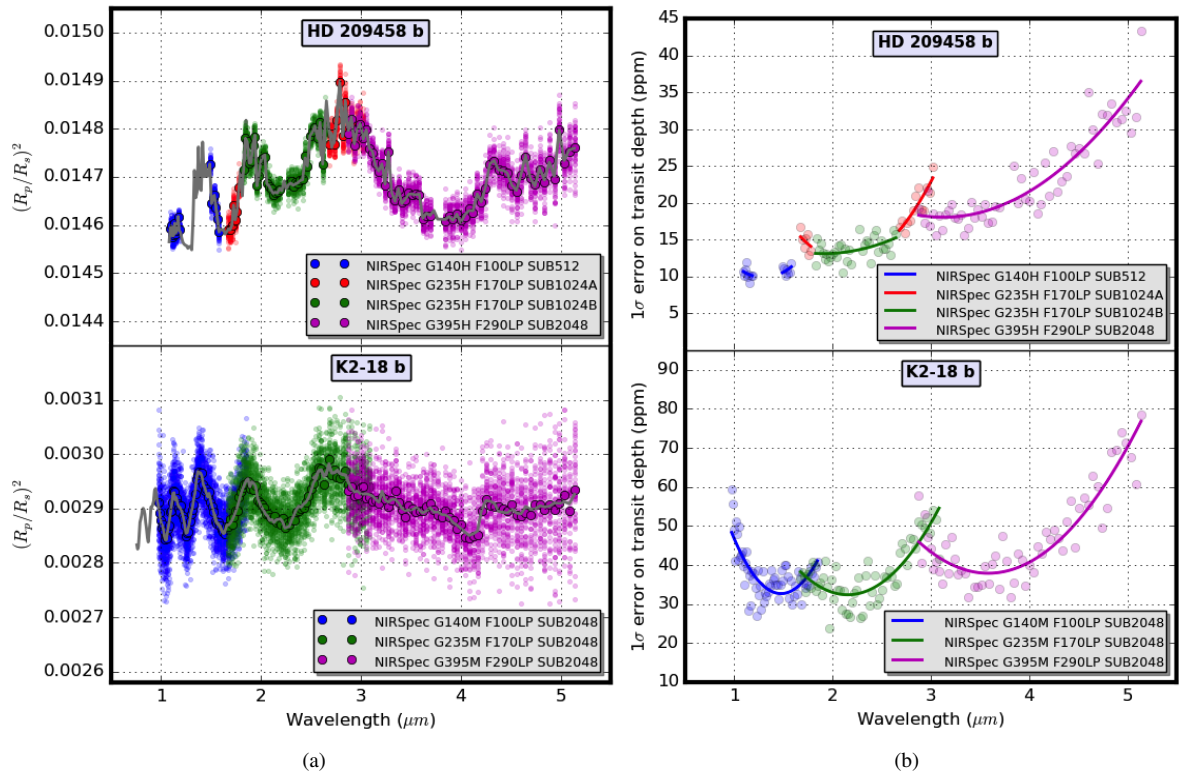 HD 209458 b
0.0150
0.0149
0.0148
0.0147
0.0146
0.0145
0.0144
(R_p/R_s)^2
NIRSpec G140H F100LP SUB512
NIRSpec G235H F170LP SUB1024A
NIRSpec G235H F170LP SUB1024B
NIRSpec G395H F290LP SUB2048
K2-18 b
0.0031
0.0030
0.0029
0.0028
0.0027
0.0026
(R_p/R_s)^2
NIRSpec G140M F100LP SUB2048
NIRSpec G235M F170LP SUB2048
NIRSpec G395M F290LP SUB2048
1 2 3 4 5
Wavelength (μm)
(a)
HD 209458 b
45
40
35
30
25
20
15
10
5
1σ error on transit depth (ppm)
NIRSpec G140H F100LP SUB512
NIRSpec G235H F170LP SUB1024A
NIRSpec G235H F170LP SUB1024B
NIRSpec G395H F290LP SUB2048
K2-18 b
90
80
70
60
50
40
30
20
10
1σ error on transit depth (ppm)
NIRSpec G140M F100LP SUB2048
NIRSpec G235M F170LP SUB2048
NIRSpec G395M F290LP SUB2048
1 2 3 4 5
Wavelength (μm)
(b)